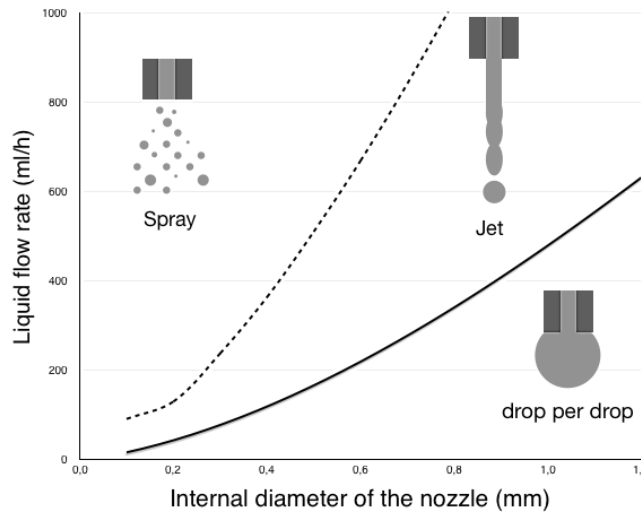 1000
800
600
400
200
0
Liquid flow rate (ml/h)
Spray
Jet
drop per drop
0,0
0,2
0,4
0,6
0,8
1,0
1,
Internal diameter of the nozzle (mm)